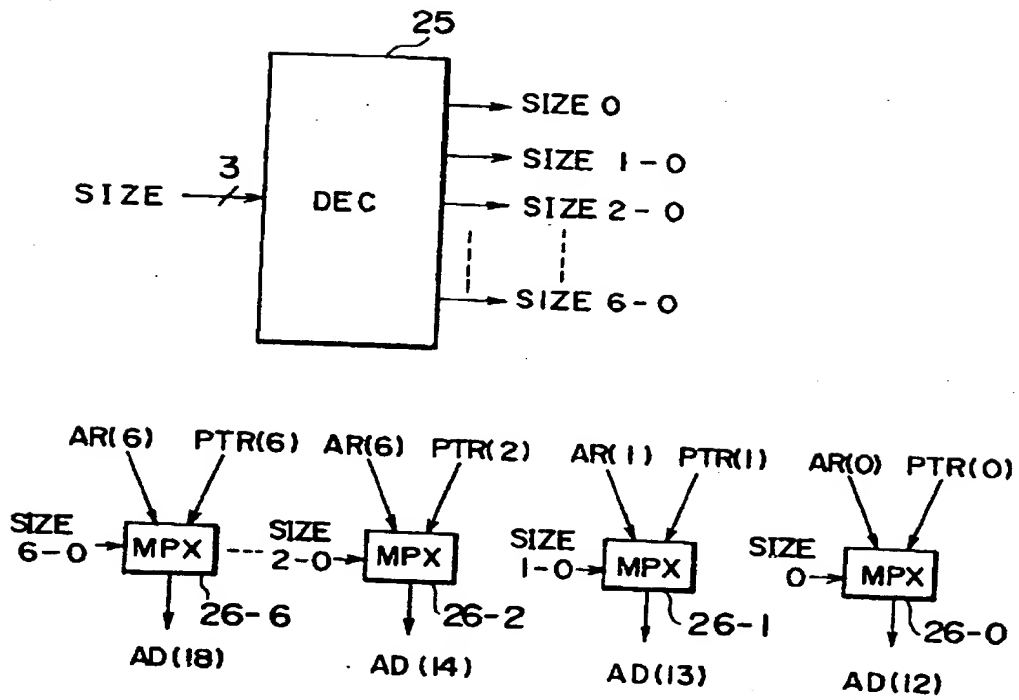 25
SIZE 0
3
SIZE 1-0
SIZE
DEC
SIZE 2-0
SIZE 6-0
AR(6) PTR(6) AR(6) PTR(2) AR(1) PTR(1) AR(0) PTR(0)
SIZE 6-0 MPX SIZE 2-0 MPX SIZE 1-0 MPX SIZE 0 MPX
26-6 26-2 26-1 26-0
AD(18) AD(14) AD(13) AD(12)